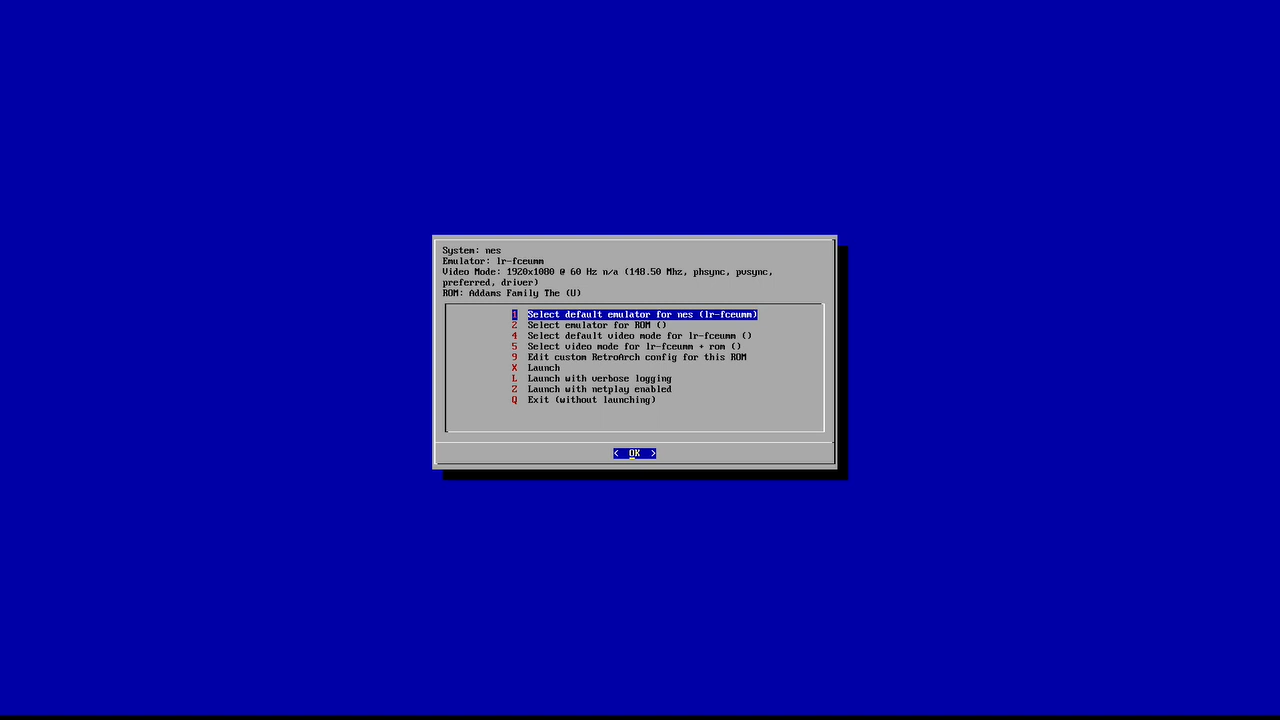 System: nes
Emulator: lr-fceumm
Video Mode: 1920x1080 @ 60 Hz n/a (148.50 Mhz, phsync, pvsync,
preferred, driver)
ROM: Addams Family The (U)
1 Select default emulator for nes (lr-fceumm)
2 Select emulator for ROM ()
4 Select default video mode for lr-fceumm ()
5 Select video mode for lr-fceumm + rom ()
9 Edit custom RetroArch config for this ROM
X Launch
L Launch with verbose logging
Z Launch with netplay enabled
Q Exit (without launching)
< OK >